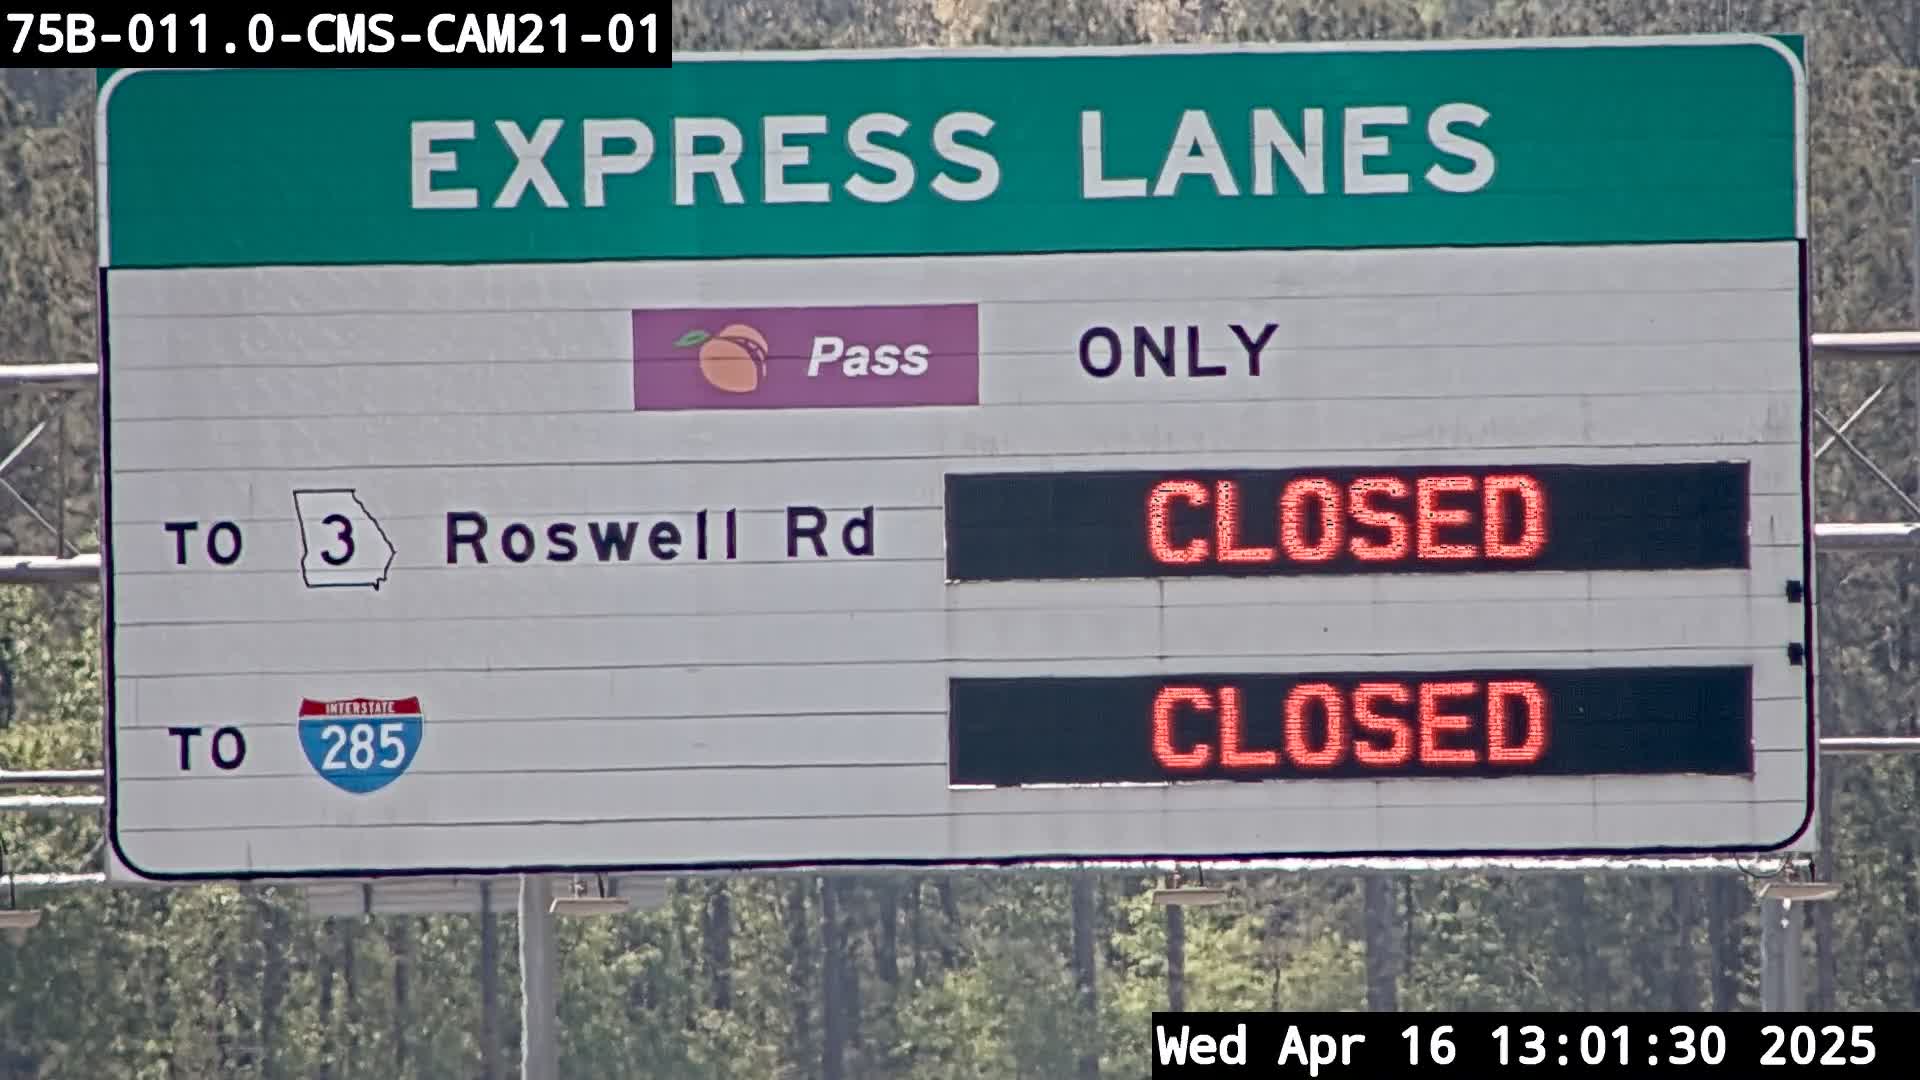 75B-011.0-CMS-CAM21-01
EXPRESS LANES
Pass ONLY
TO 3 Roswell Rd CLOSED
TO INTERSTATE 285 CLOSED
Wed Apr 16 13:01:30 2025